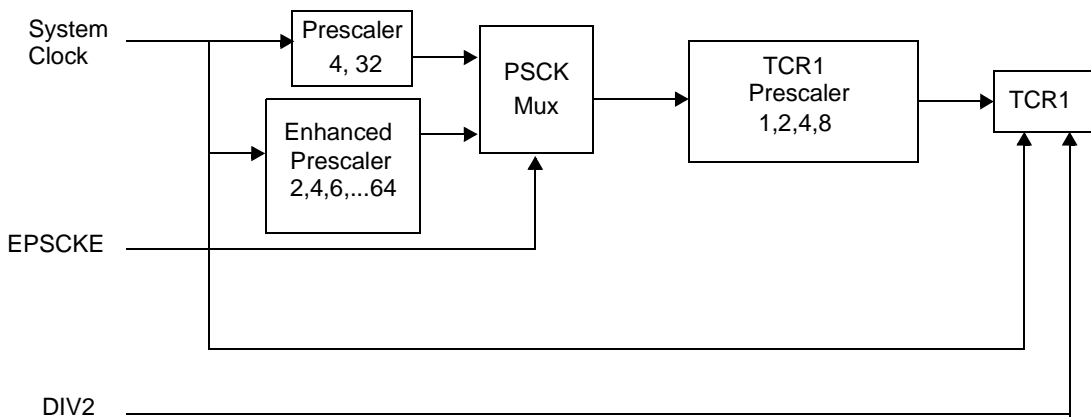 System
Clock
Prescaler
4, 32
PSCK
Mux
TCR1
Prescaler
1,2,4,8
TCR1
Enhanced
Prescaler
2,4,6,...64
EPSCKE
DIV2